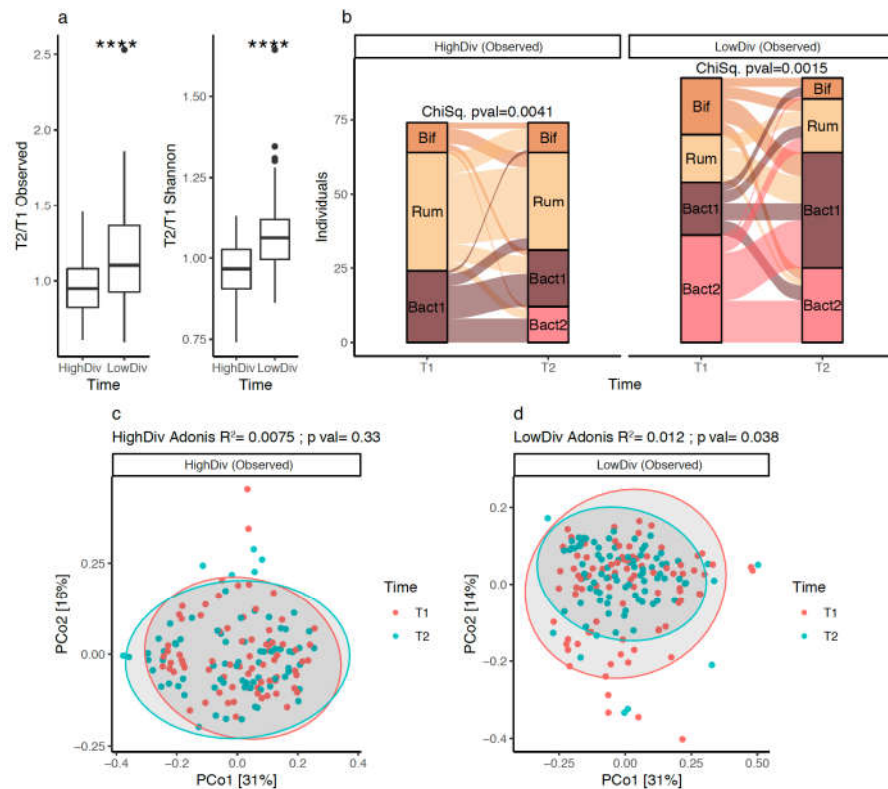 a
****
T2/T1 Observed
2.5
2.0
1.5
1.0
HighDiv LowDiv
Time
****
T2/T1 Shannon
1.50
1.25
1.00
0.75
HighDiv LowDiv
Time
b
HighDiv (Observed)
LowDiv (Observed)
ChiSq. pval=0.0041
ChiSq. pval=0.0015
Individuals
75
50
25
0
Bif
Rum
Bact1
Bif
Rum
Bact1
Bact2
Bif
Rum
Bact1
Bact2
Bif
Rum
Bact1
Bact2
T1
T2
T1
T2
Time
c
HighDiv Adonis R²= 0.0075 ; p val= 0.33
HighDiv (Observed)
PCo2 [16%]
0.25
0.00
-0.25
-0.4
-0.2
0.0
0.2
0.4
PCo1 [31%]
Time
T1
T2
d
LowDiv Adonis R²= 0.012 ; p val= 0.038
LowDiv (Observed)
PCo2 [14%]
0.2
0.0
-0.2
-0.4
-0.25
0.00
0.25
0.50
PCo1 [31%]
Time
T1
T2